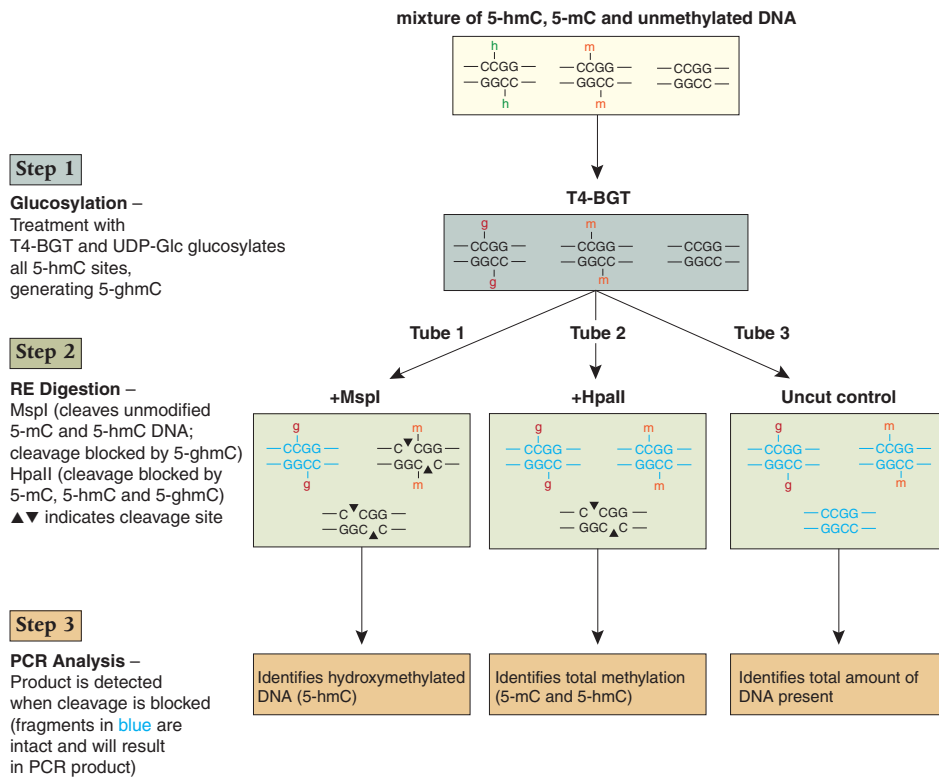 mixture of 5-hmC, 5-mC and unmethylated DNA
h m
CCGG CCGG CCGG
GGCC GGCC GGCC
h m
Step 1
Glucosylation –
Treatment with
T4-BGT and UDP-Glc glucosylates
all 5-hmC sites,
generating 5-ghmC
T4-BGT
g m
CCGG CCGG CCGG
GGCC GGCC GGCC
g m
Tube 1 Tube 2 Tube 3
Step 2
RE Digestion –
MspI (cleaves unmodified
5-mC and 5-hmC DNA;
cleavage blocked by 5-ghmC)
HpaII (cleavage blocked by
5-mC, 5-hmC and 5-ghmC)
▲▼ indicates cleavage site
+MspI
g m
CCGG C▼CGG
GGCC GGC▲C
g m
C▼CGG
GGC▲C
+HpaII
g m
CCGG CCGG
GGCC GGCC
g m
C▼CGG
GGC▲C
Uncut control
g m
CCGG CCGG
GGCC GGCC
g m
CCGG
GGCC
Step 3
PCR Analysis –
Product is detected
when cleavage is blocked
(fragments in blue are
intact and will result
in PCR product)
Identifies hydroxymethylated
DNA (5-hmC)
Identifies total methylation
(5-mC and 5-hmC)
Identifies total amount of
DNA present